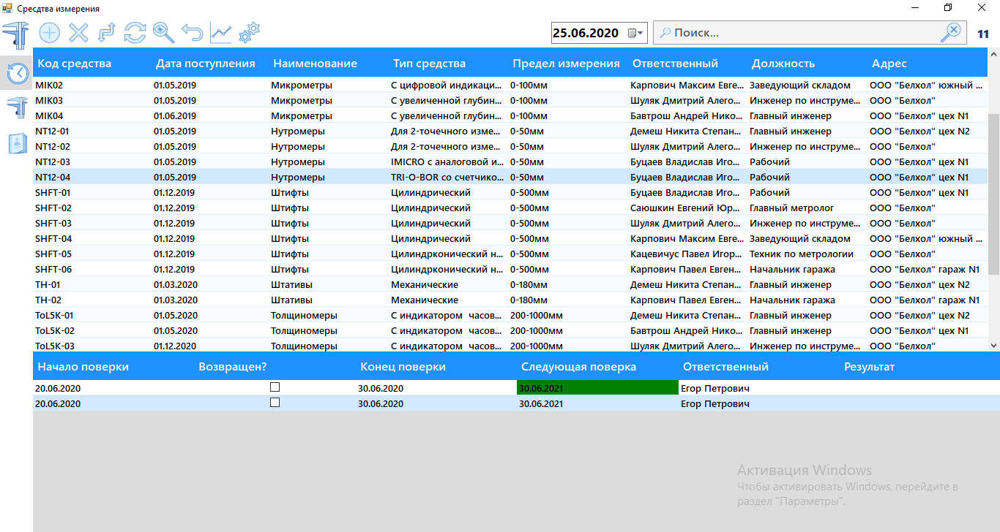 Сресдтва измерения
25.06.2020 Поиск... 11
Код средства Дата поступления Наименование Тип средства Предел измерения Ответственный Должность Адрес
MIK02 01.05.2019 Микрометры С цифровой индикаци... 0-100мм Карпович Максим Евге... Заведующий складом ООО "Белхол" южный ...
MIK03 01.05.2019 Микрометры С увеличенной глубин... 0-100мм Шуляк Дмитрий Алего... Инженер по инструме... ООО "Белхол"
MIK04 01.06.2019 Микрометры С увеличенной глубин... 0-100мм Бавтрош Андрей Нико... Главный инженер ООО "Белхол" цех N1
NT12-01 01.05.2019 Нутромеры Для 2-точечного изме... 0-50мм Демеш Никита Степан... Главный инженер ООО "Белхол" цех N2
NT12-02 01.05.2019 Нутромеры Для 2-точечного изме... 0-50мм Шуляк Дмитрий Алего... Инженер по инструме... ООО "Белхол"
NT12-03 01.05.2019 Нутромеры IMICRO с аналоговой и... 0-50мм Буцаев Владислав Иго... Рабочий ООО "Белхол" цех N1
NT12-04 01.05.2019 Нутромеры TRI-O-BOR со счетчико... 0-50мм Буцаев Владислав Иго... Рабочий ООО "Белхол" цех N1
SHFT-01 01.12.2019 Штифты Цилиндрический 0-500мм Буцаев Владислав Иго... Рабочий ООО "Белхол" цех N1
SHFT-02 01.12.2019 Штифты Цилиндрический 0-500мм Саюшкин Евгений Юр... Главный метролог ООО "Белхол"
SHFT-03 01.12.2019 Штифты Цилиндрический 0-500мм Шуляк Дмитрий Алего... Инженер по инструме... ООО "Белхол"
SHFT-04 01.12.2019 Штифты Цилиндрический 0-500мм Карпович Максим Евге... Заведующий складом ООО "Белхол" южный ...
SHFT-05 01.12.2019 Штифты Цилиндрконический н... 0-500мм Кацевичус Павел Игор... Техник по метрологии ООО "Белхол"
SHFT-06 01.12.2019 Штифты Цилиндрконический н... 0-500мм Карпович Павел Евген... Начальник гаража ООО "Белхол" гараж N1
TH-01 01.03.2020 Штативы Механические 0-180мм Демеш Никита Степан... Главный инженер ООО "Белхол" цех N2
TH-02 01.03.2020 Штативы Механические 0-180мм Карпович Павел Евген... Начальник гаража ООО "Белхол" гараж N1
ToL5K-01 01.05.2020 Толщиномеры С индикатором часов... 200-1000мм Демеш Никита Степан... Главный инженер ООО "Белхол" цех N2
ToL5K-02 01.05.2020 Толщиномеры С индикатором часов... 200-1000мм Бавтрош Андрей Нико... Главный инженер ООО "Белхол" цех N1
ToL5K-03 01.12.2020 Толщиномеры С индикатором часов... 200-1000мм Шуляк Дмитрий Алего... Инженер по инструме... ООО "Белхол"
Начало поверки Возвращен? Конец поверки Следующая поверка Ответственный Результат
20.06.2020 30.06.2020 30.06.2021 Егор Петрович
20.06.2020 30.06.2020 30.06.2021 Егор Петрович
Активация Windows
Чтобы активировать Windows, перейдите в
раздел "Параметры".